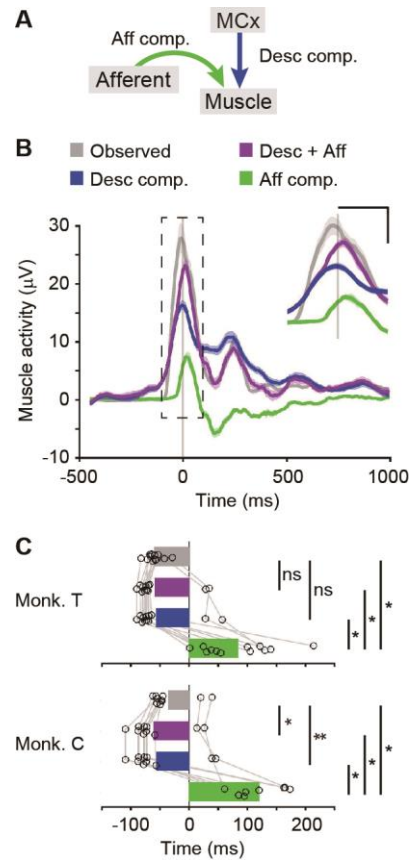 A
MCx
Aff comp.
Desc comp.
Afferent
Muscle
B
Observed
Desc + Aff
Desc comp.
Aff comp.
Muscle activity (µV)
30
20
10
0
-10
-500
0
500
1000
Time (ms)
C
Monk. T
ns
ns
*
*
*
Monk. C
*
**
*
*
*
-100
0
100
200
Time (ms)